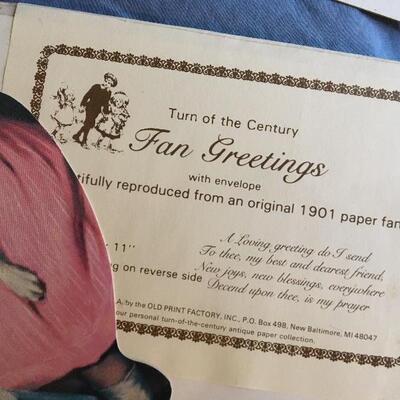 Turn of the Century
Fan Greetings
with envelope
tifully reproduced from an original 1901 paper fan
11"
A Loving greeting do I send
To thee, my best and dearest friend,
ng on reverse side
New joys, new blessings, everywhere
Decend upon thee, is my prayer
A. by the OLD PRINT FACTORY, INC., P.O. Box 498, New Baltimore, MI 48047
our personal turn-of-the-century antique paper collection.